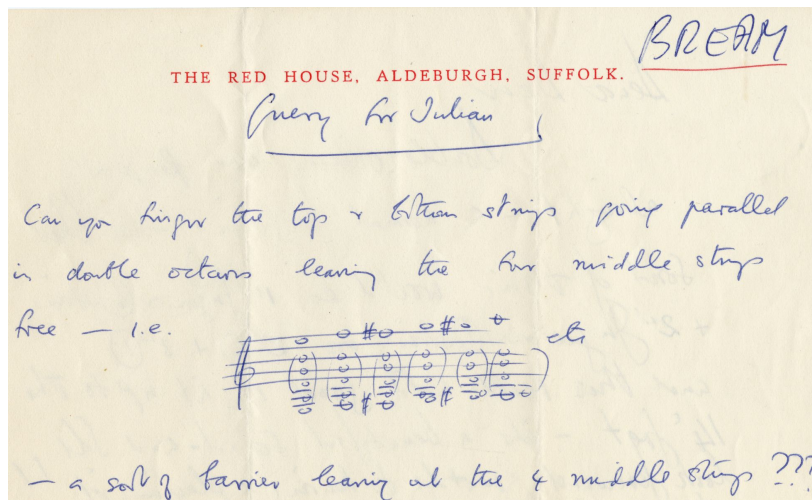 BREAM
THE RED HOUSE, ALDEBURGH, SUFFOLK.
Query for Julian
Can you finger the top & bottom strings going parallel
in double octaves leaving the four middle strings
free — i.e.
etc
— a sort of barrier leaving out the 4 middle strings ???